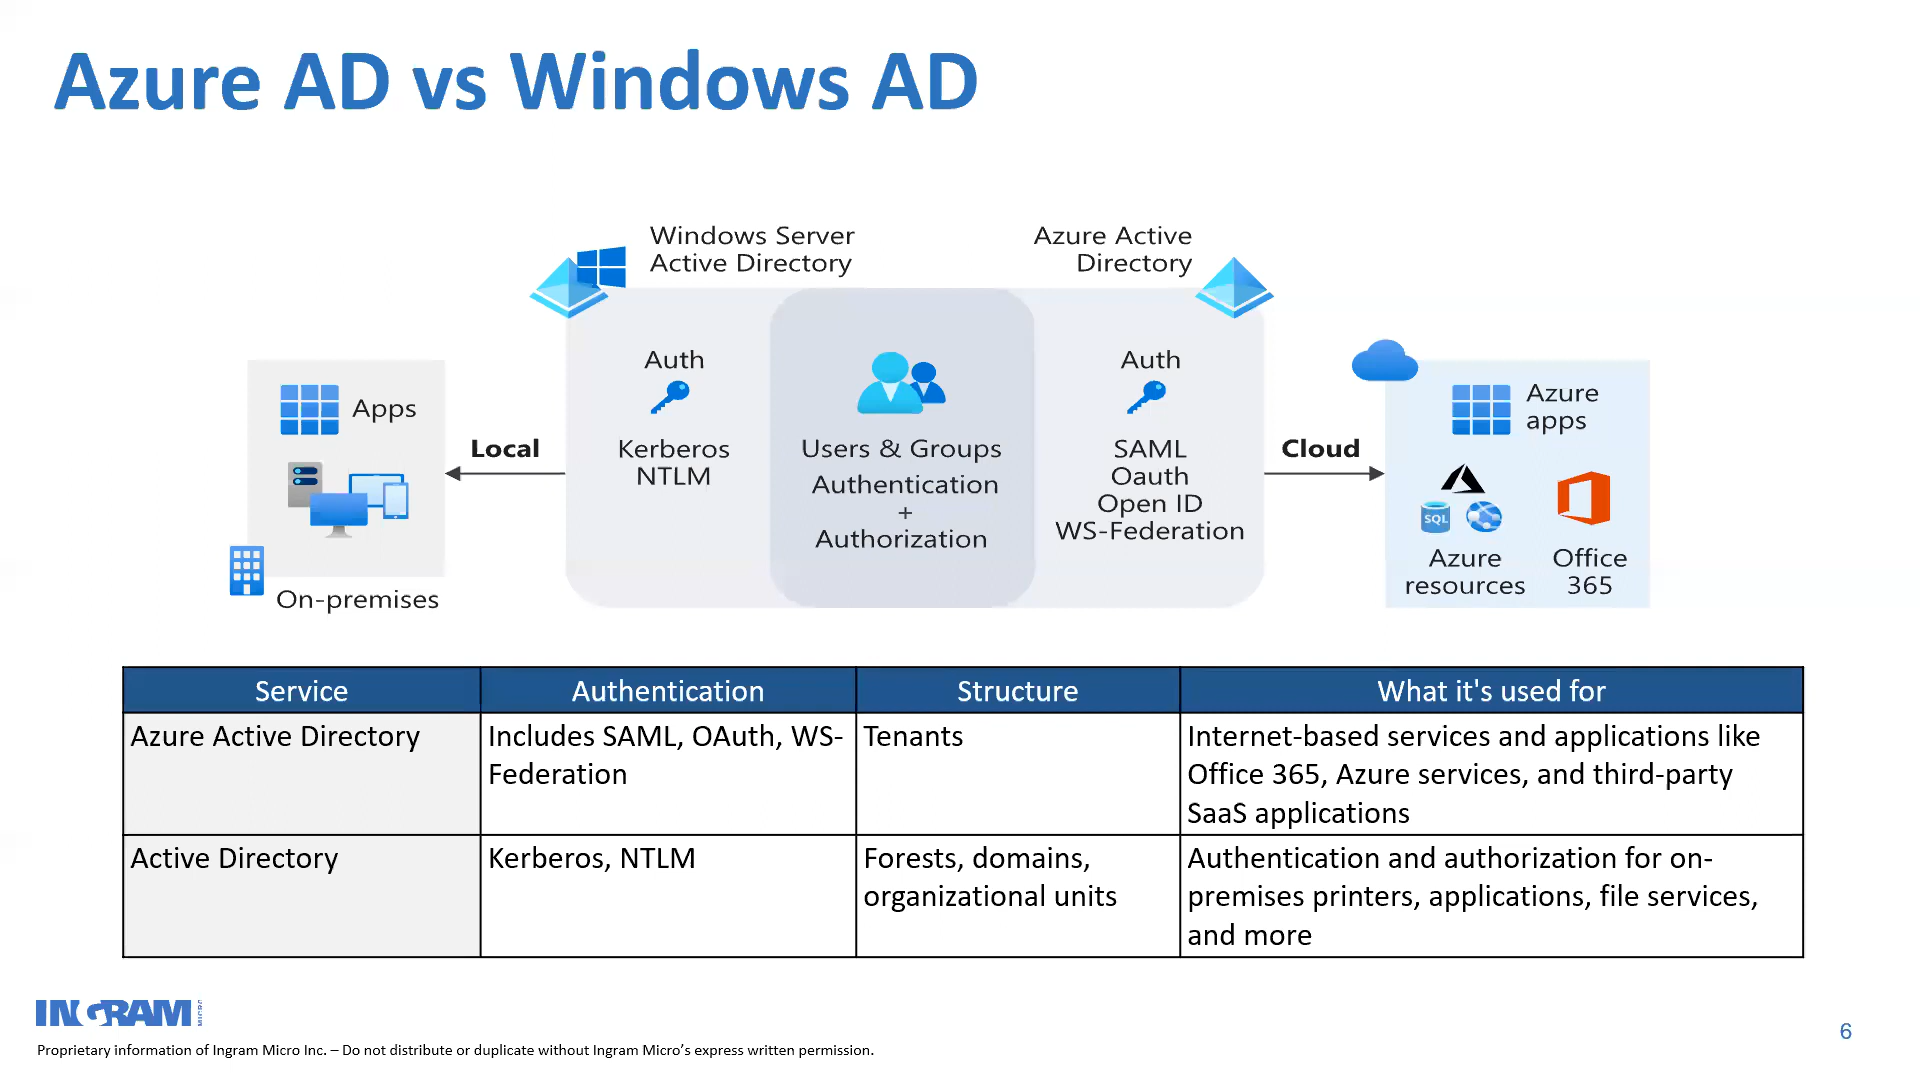 Azure AD vs Windows AD
Windows Server
Active Directory
Azure Active
Directory
Apps
On-premises
Local
Auth
Kerberos
NTLM
Users & Groups
Authentication
+
Authorization
Auth
SAML
Oauth
Open ID
WS-Federation
Cloud
Azure
apps
SQL
Azure
resources
Office
365
Service
Authentication
Structure
What it's used for
Azure Active Directory
Includes SAML, OAuth, WS-
Federation
Tenants
Internet-based services and applications like
Office 365, Azure services, and third-party
SaaS applications
Active Directory
Kerberos, NTLM
Forests, domains,
organizational units
Authentication and authorization for on-
premises printers, applications, file services,
and more
INGRAM
MICRO
Proprietary information of Ingram Micro Inc. – Do not distribute or duplicate without Ingram Micro’s express written permission.
6